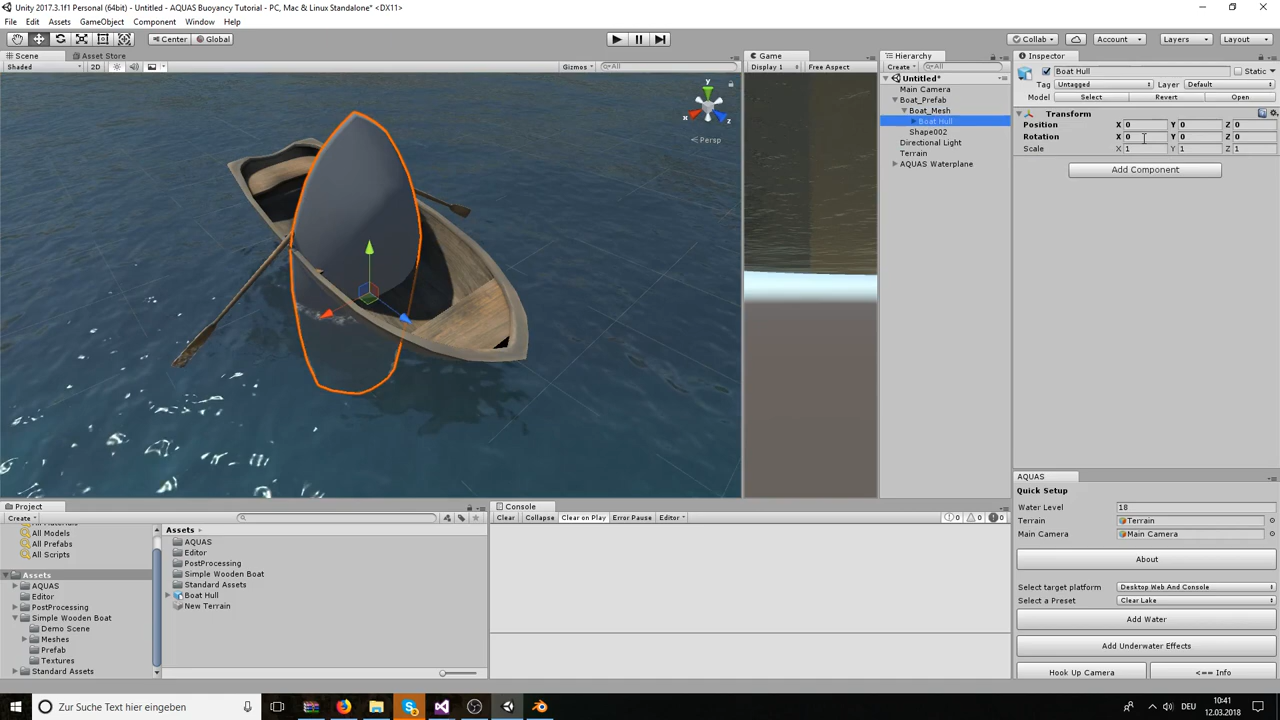 Unity 2017.3.1f1 Personal (64bit) - Untitled - AQUAS Buoyancy Tutorial - PC, Mac & Linux Standalone* <DX11>
File Edit Assets GameObject Component Window Help
Center Global Collab Account Layers Layout
Scene Asset Store Game Hierarchy Inspector
Shaded 2D Gizmos All Display 1 Free Aspect Create All
Boat Hull Static
Untitled*
Tag Untagged Layer Default
Main Camera
Model Select Revert Open
Boat_Prefab
Boat_Mesh
Transform
Boat Hull
Position X 0 Y 0 Z 0
Shape002
Rotation X 0 Y 0 Z 0
Directional Light
Scale X 1 Y 1 Z 1
Terrain
AQUAS Waterplane
Add Component
y
x
z
Persp
AQUAS
Quick Setup
Water Level 18
Terrain Terrain
Main Camera Main Camera
About
Select target platform Desktop Web And Console
Select a Preset Clear Lake
Add Water
Add Underwater Effects
Hook Up Camera <== Info
Project
Create
All Materials
All Models
All Prefabs
All Scripts
Assets
AQUAS
Editor
PostProcessing
Simple Wooden Boat
Demo Scene
Meshes
Prefab
Textures
Standard Assets
Assets
AQUAS
Editor
PostProcessing
Simple Wooden Boat
Standard Assets
Boat Hull
New Terrain
Console
Clear Collapse Clear on Play Error Pause Editor 0 0 0
Zur Suche Text hier eingeben
DEU
10:41
12.03.2018